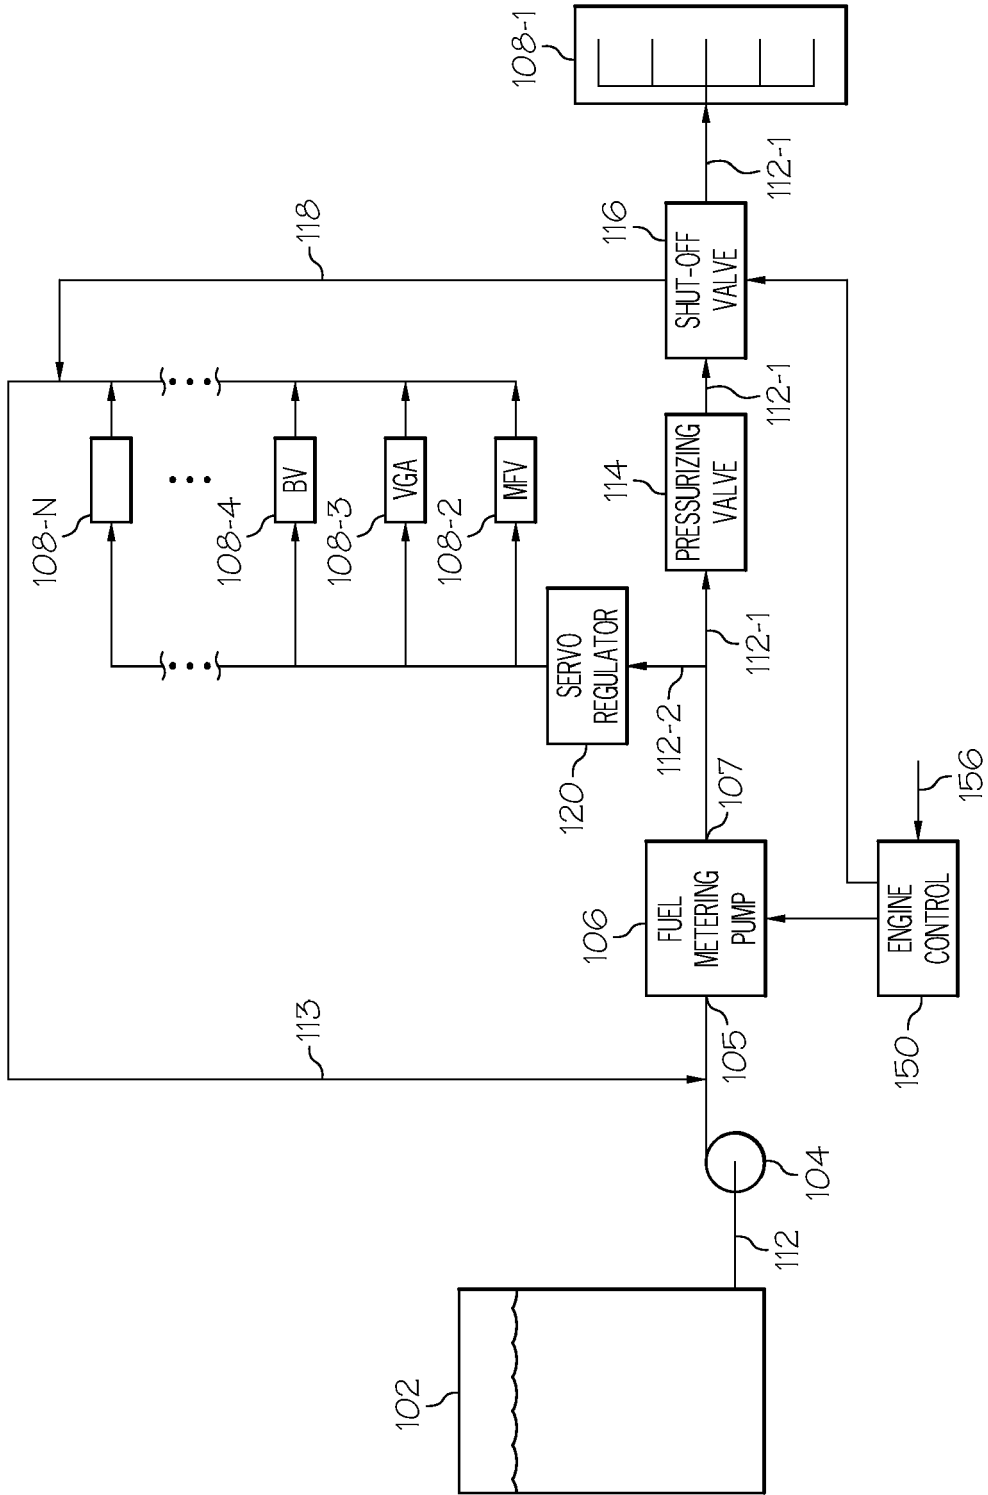 108-1
118
116
SHUT-OFF
VALVE
112-1
108-N
108-4
BV
108-3
VGA
108-2
MFV
114
PRESSURIZING
VALVE
112-1
120
SERVO
REGULATOR
112-2
112-1
113
106
FUEL
METERING
PUMP
107
105
156
ENGINE
CONTROL
150
102
112
104